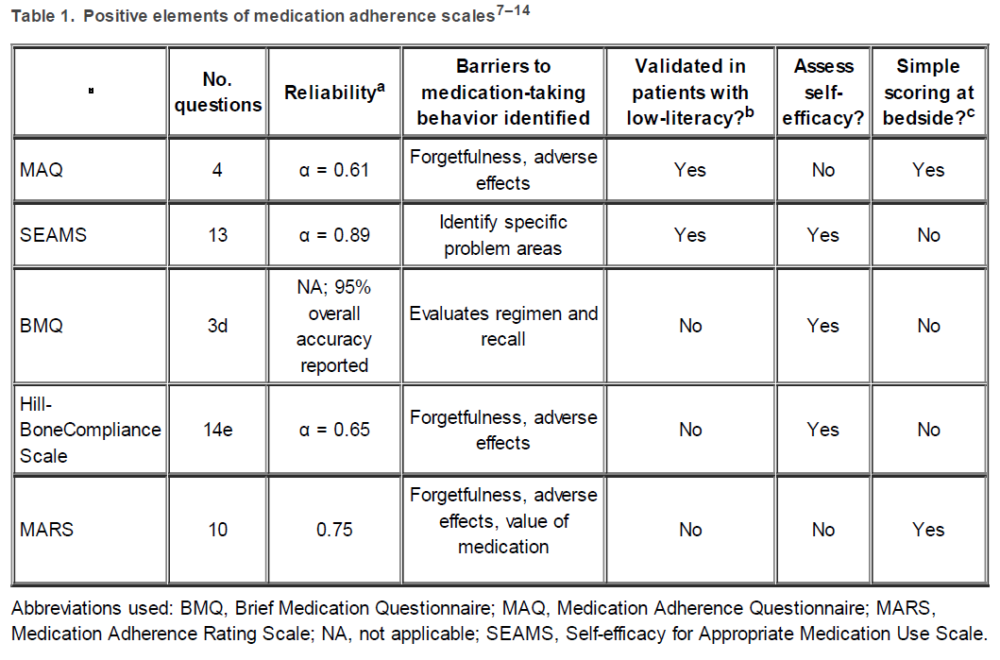 Table 1. Positive elements of medication adherence scales7–14
No. questions
Reliabilitya
Barriers to medication-taking behavior identified
Validated in patients with low-literacy?b
Assess self-efficacy?
Simple scoring at bedside?c
MAQ
4
α = 0.61
Forgetfulness, adverse effects
Yes
No
Yes
SEAMS
13
α = 0.89
Identify specific problem areas
Yes
Yes
No
BMQ
3d
NA; 95% overall accuracy reported
Evaluates regimen and recall
No
Yes
No
Hill-BoneCompliance Scale
14e
α = 0.65
Forgetfulness, adverse effects
No
Yes
No
MARS
10
0.75
Forgetfulness, adverse effects, value of medication
No
No
Yes
Abbreviations used: BMQ, Brief Medication Questionnaire; MAQ, Medication Adherence Questionnaire; MARS,
Medication Adherence Rating Scale; NA, not applicable; SEAMS, Self-efficacy for Appropriate Medication Use Scale.